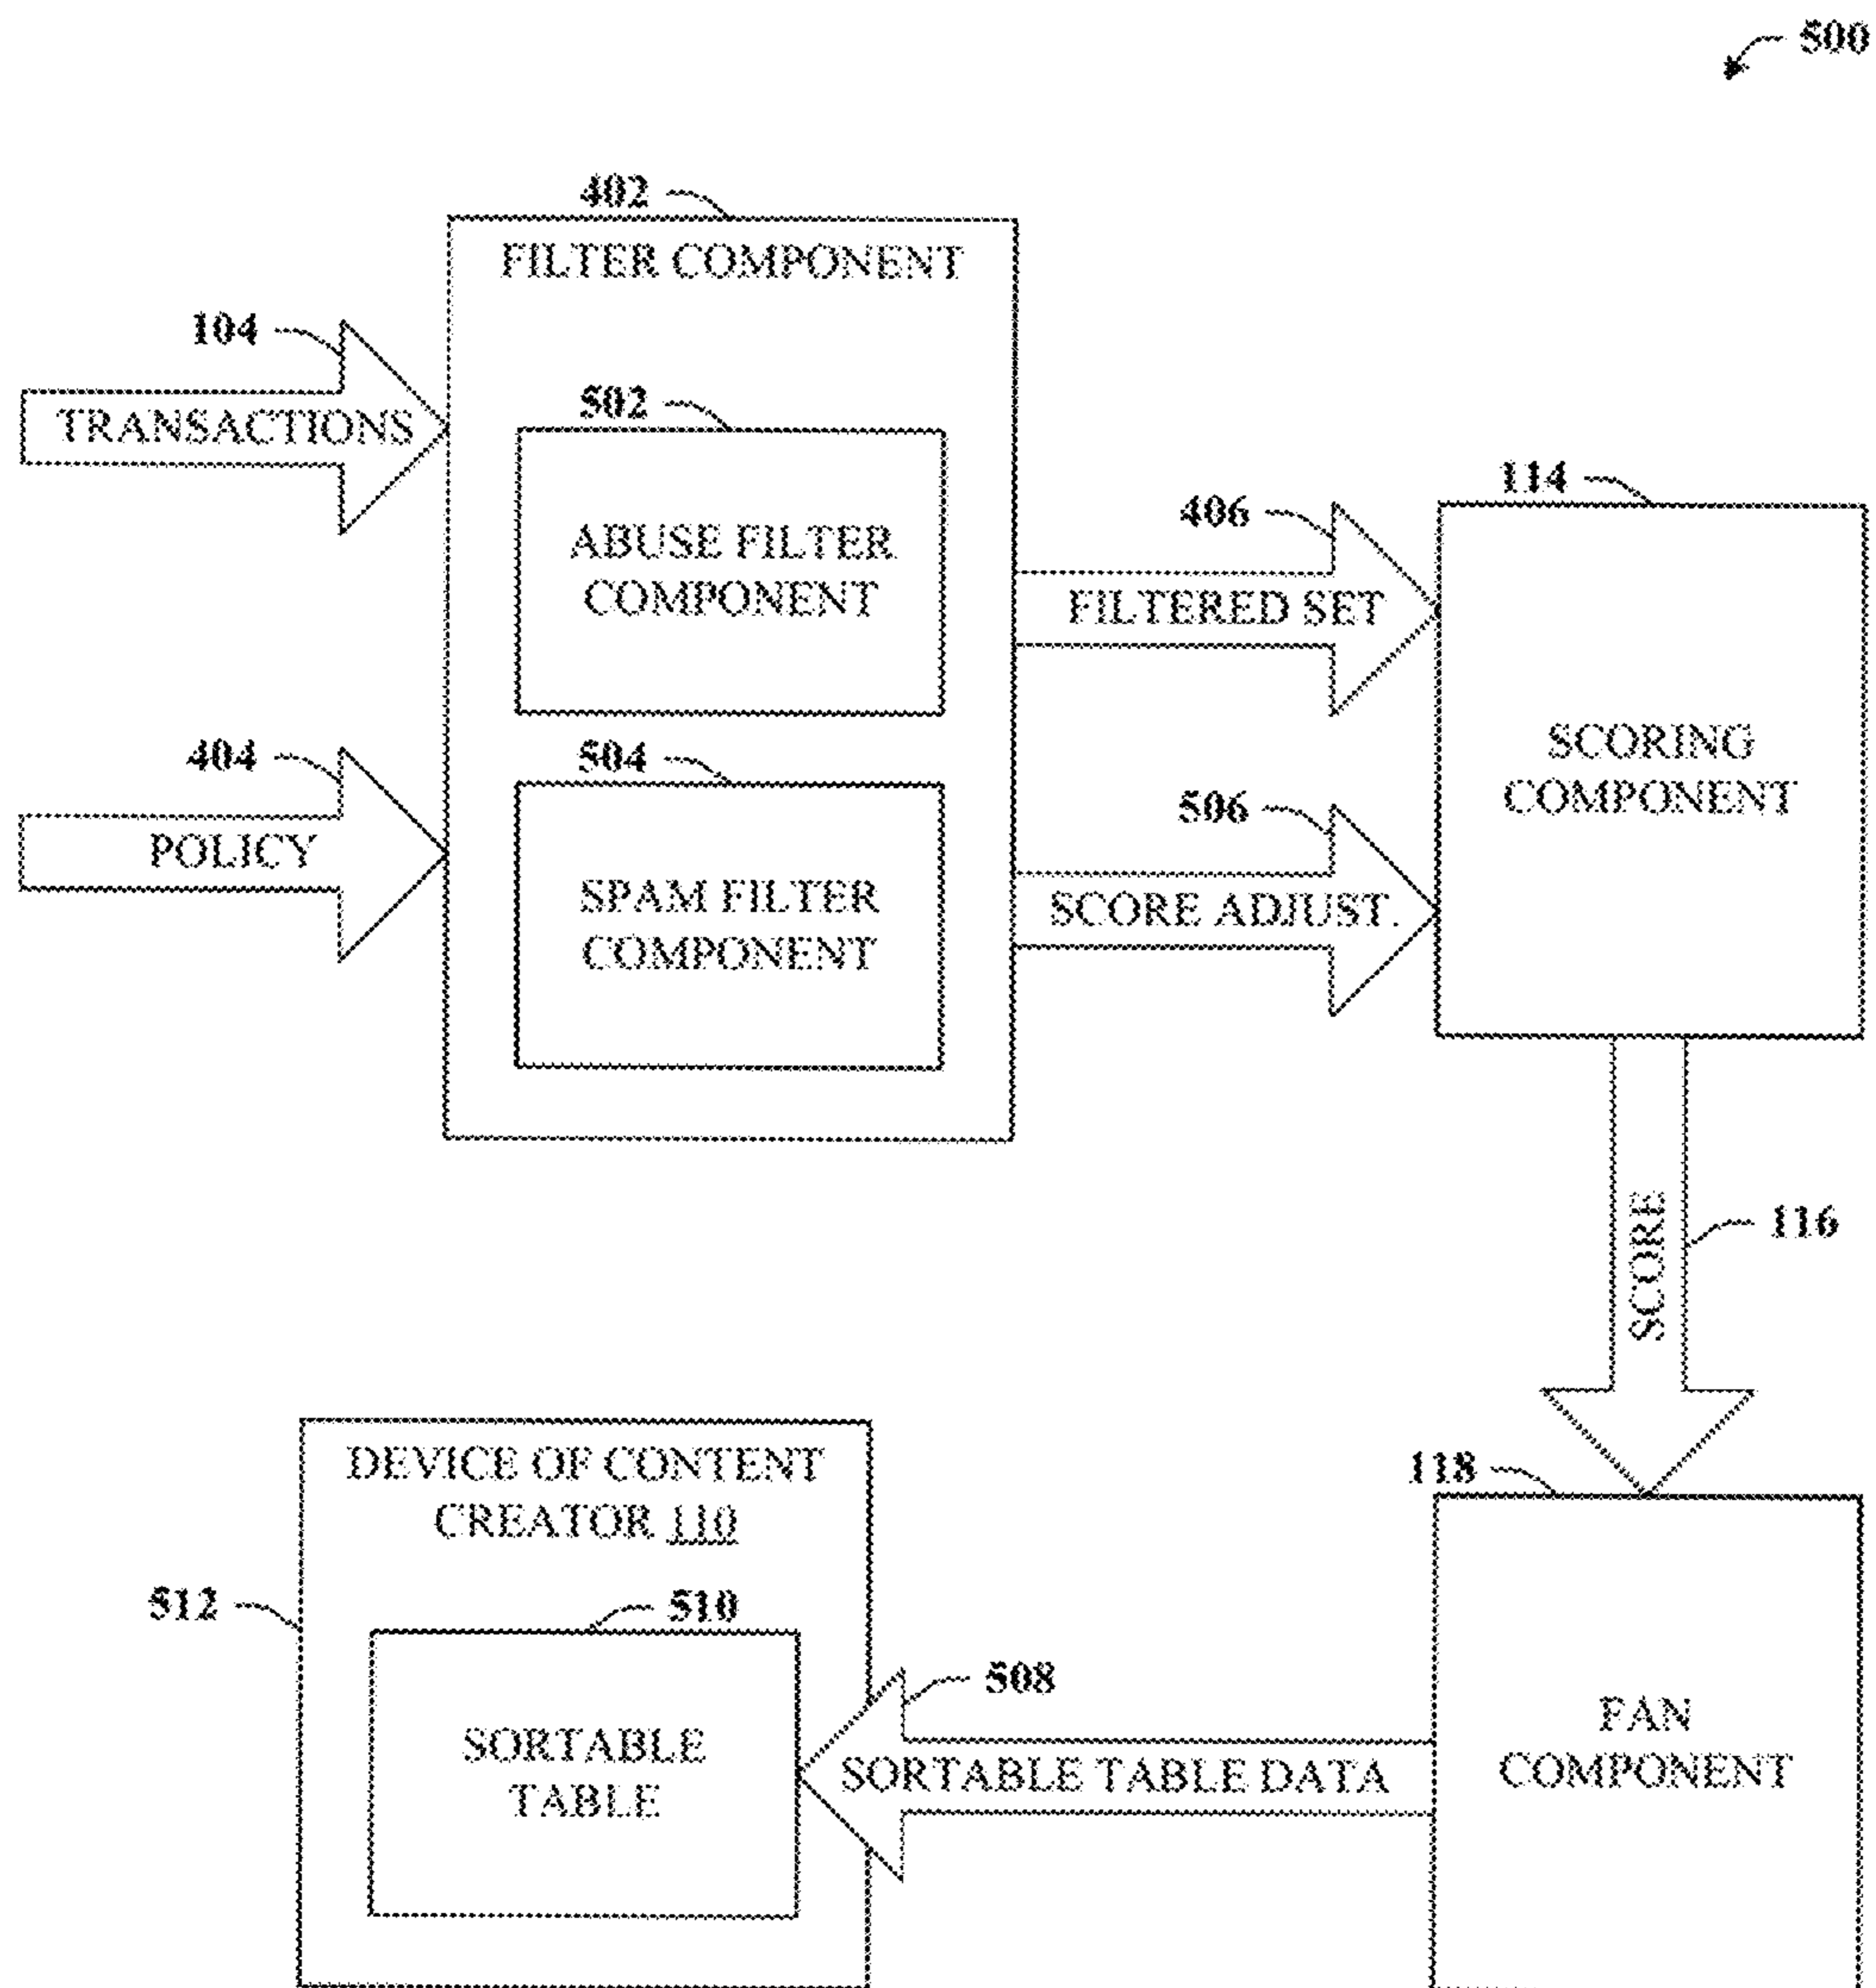 500
402
FILTER COMPONENT
104
TRANSACTIONS
502
ABUSE FILTER
COMPONENT
406
FILTERED SET
114
SCORING
COMPONENT
404
POLICY
504
SPAM FILTER
COMPONENT
506
SCORE ADJUST.
SCORE
116
DEVICE OF CONTENT
CREATOR 110
512
510
SORTABLE
TABLE
508
SORTABLE TABLE DATA
118
FAN
COMPONENT